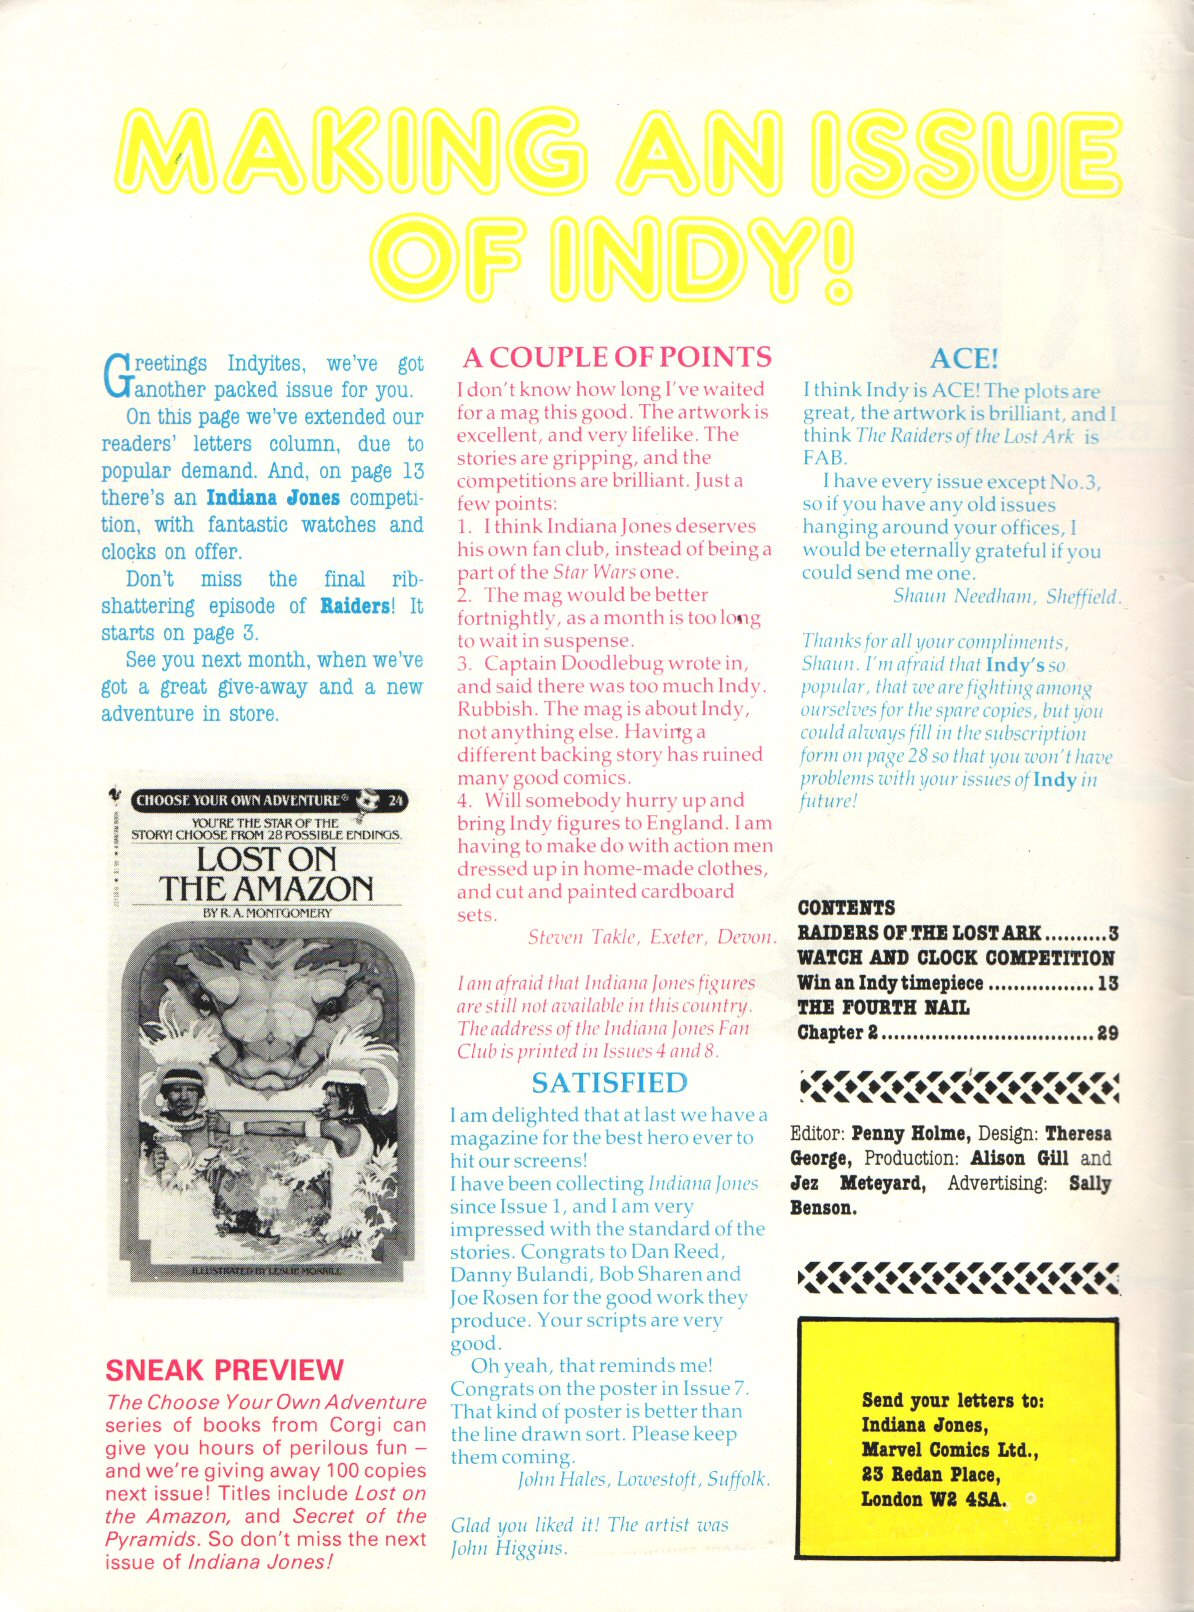 MAKING AN ISSUE
OF INDY!
Greetings Indyites, we've got
another packed issue for you.
On this page we've extended our
readers' letters column, due to
popular demand. And, on page 13
there's an Indiana Jones competi-
tion, with fantastic watches and
clocks on offer.
Don't miss the final rib-
shattering episode of Raiders! It
starts on page 3.
See you next month, when we've
got a great give-away and a new
adventure in store.
CHOOSE YOUR OWN ADVENTURE® 24
YOU'RE THE STAR OF THE
STORY! CHOOSE FROM 28 POSSIBLE ENDINGS.
LOST ON
THE AMAZON
BY R. A. MONTGOMERY
ILLUSTRATED BY LESLIE MORRILL
SNEAK PREVIEW
The Choose Your Own Adventure
series of books from Corgi can
give you hours of perilous fun –
and we're giving away 100 copies
next issue! Titles include Lost on
the Amazon, and Secret of the
Pyramids. So don't miss the next
issue of Indiana Jones!
A COUPLE OF POINTS
I don't know how long I've waited
for a mag this good. The artwork is
excellent, and very lifelike. The
stories are gripping, and the
competitions are brilliant. Just a
few points:
1. I think Indiana Jones deserves
his own fan club, instead of being a
part of the Star Wars one.
2. The mag would be better
fortnightly, as a month is too long
to wait in suspense.
3. Captain Doodlebug wrote in,
and said there was too much Indy.
Rubbish. The mag is about Indy,
not anything else. Having a
different backing story has ruined
many good comics.
4. Will somebody hurry up and
bring Indy figures to England. I am
having to make do with action men
dressed up in home-made clothes,
and cut and painted cardboard
sets.
Steven Takle, Exeter, Devon.
I am afraid that Indiana Jones figures
are still not available in this country.
The address of the Indiana Jones Fan
Club is printed in Issues 4 and 8.
SATISFIED
I am delighted that at last we have a
magazine for the best hero ever to
hit our screens!
I have been collecting Indiana Jones
since Issue 1, and I am very
impressed with the standard of the
stories. Congrats to Dan Reed,
Danny Bulandi, Bob Sharen and
Joe Rosen for the good work they
produce. Your scripts are very
good.
Oh yeah, that reminds me!
Congrats on the poster in Issue 7.
That kind of poster is better than
the line drawn sort. Please keep
them coming.
John Hales, Lowestoft, Suffolk.
Glad you liked it! The artist was
John Higgins.
ACE!
I think Indy is ACE! The plots are
great, the artwork is brilliant, and I
think The Raiders of the Lost Ark is
FAB.
I have every issue except No.3,
so if you have any old issues
hanging around your offices, I
would be eternally grateful if you
could send me one.
Shaun Needham, Sheffield.
Thanks for all your compliments,
Shaun. I'm afraid that Indy's so
popular, that we are fighting among
ourselves for the spare copies, but you
could always fill in the subscription
form on page 28 so that you won't have
problems with your issues of Indy in
future!
CONTENTS
RAIDERS OF THE LOST ARK..........3
WATCH AND CLOCK COMPETITION
Win an Indy timepiece .................13
THE FOURTH NAIL
Chapter 2..................................29
Editor: Penny Holme, Design: Theresa
George, Production: Alison Gill and
Jez Meteyard, Advertising: Sally
Benson.
Send your letters to:
Indiana Jones,
Marvel Comics Ltd.,
23 Redan Place,
London W2 4SA.